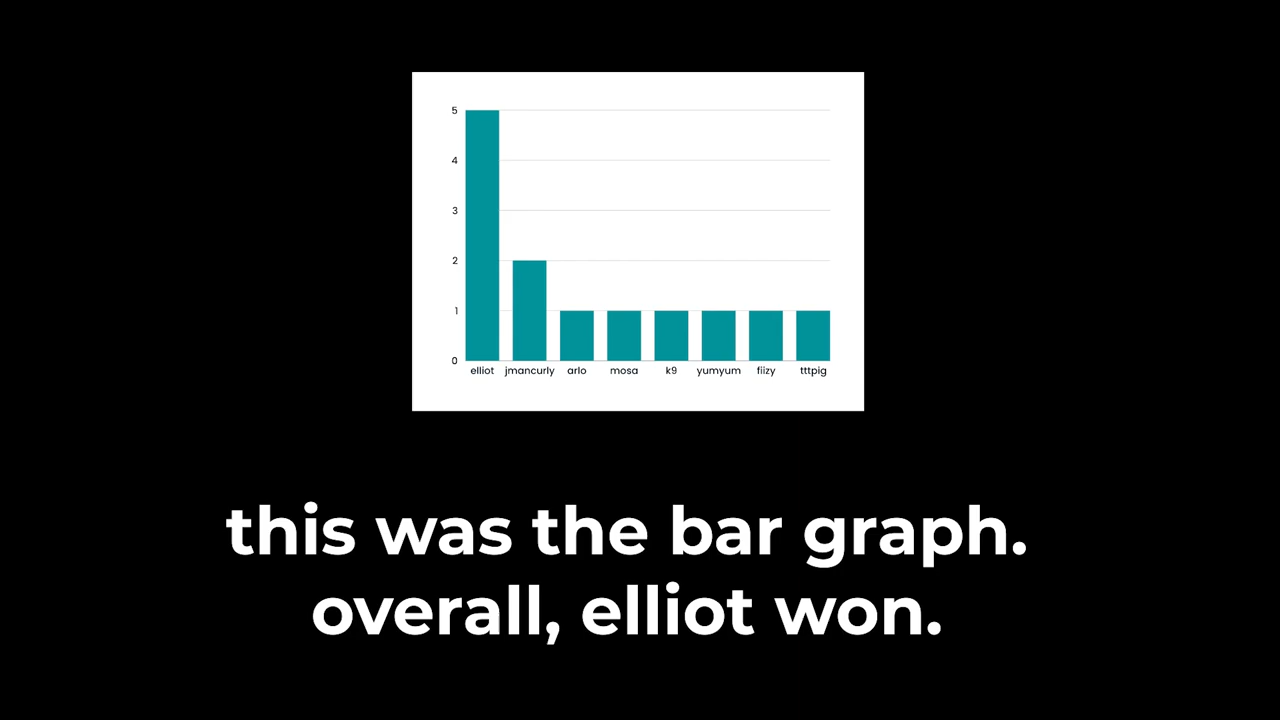 5
4
3
2
1
0
elliot jmancurly arlo mosa k9 yumyum fiizy tttpig
this was the bar graph.
overall, elliot won.